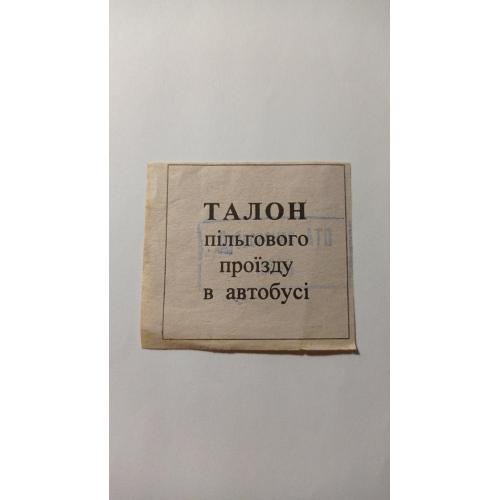 ТАЛОН
пільгового
проїзду
в автобусі